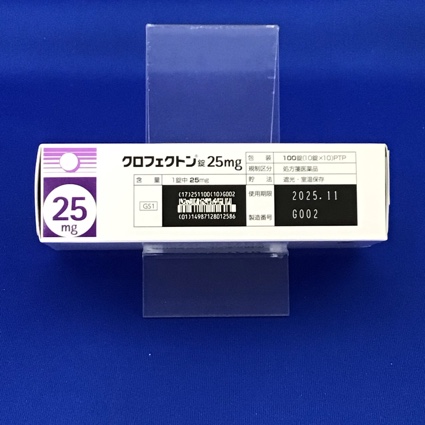 クロフェクトン錠25mg
包装 100錠(10錠×10)PTP
規制区分 処方箋医薬品
含量 1錠中 25mg
貯法 遮光・室温保存
25
mg
GS1
(17)251100(10)G002
(01)14987128012586
使用期限 2025.11
製造番号 G002